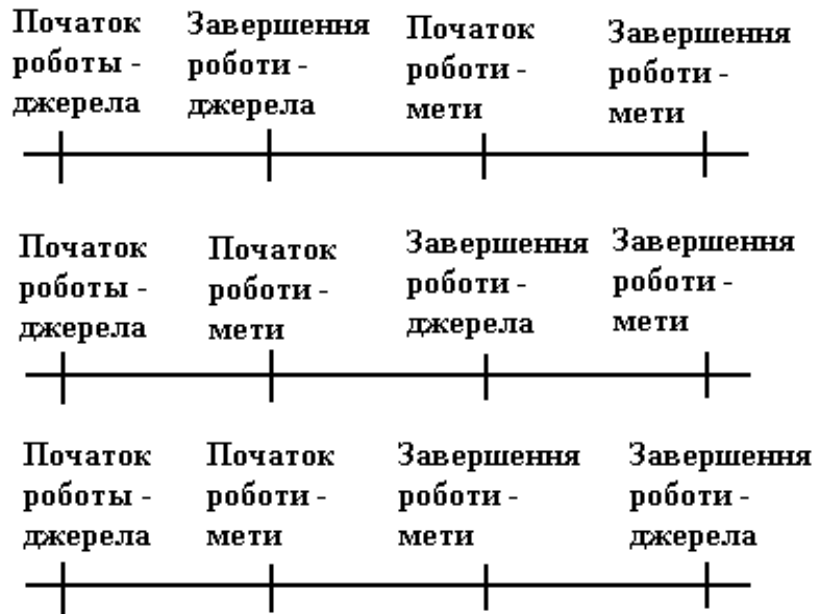 Початок
роботы -
джерела
Завершення
роботи -
джерела
Початок
роботи -
мети
Завершення
роботи -
мети
Початок
роботы -
джерела
Початок
роботи -
мети
Завершення
роботи -
джерела
Завершення
роботи -
мети
Початок
роботы -
джерела
Початок
роботи -
мети
Завершення
роботи -
мети
Завершення
роботи -
джерела